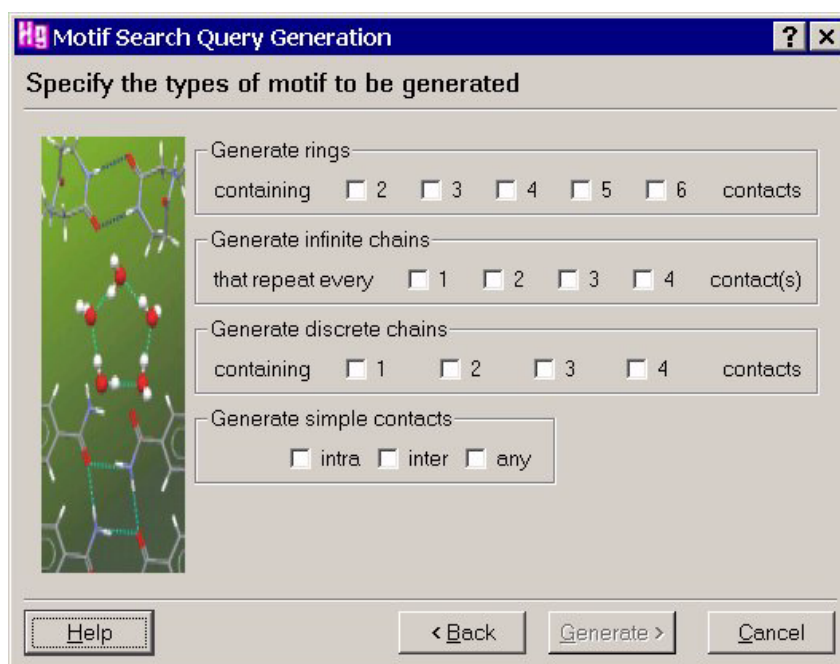 Hg Motif Search Query Generation ? ×
Specify the types of motif to be generated
Generate rings
containing 2 3 4 5 6 contacts
Generate infinite chains
that repeat every 1 2 3 4 contact(s)
Generate discrete chains
containing 1 2 3 4 contacts
Generate simple contacts
intra inter any
Help < Back Generate > Cancel